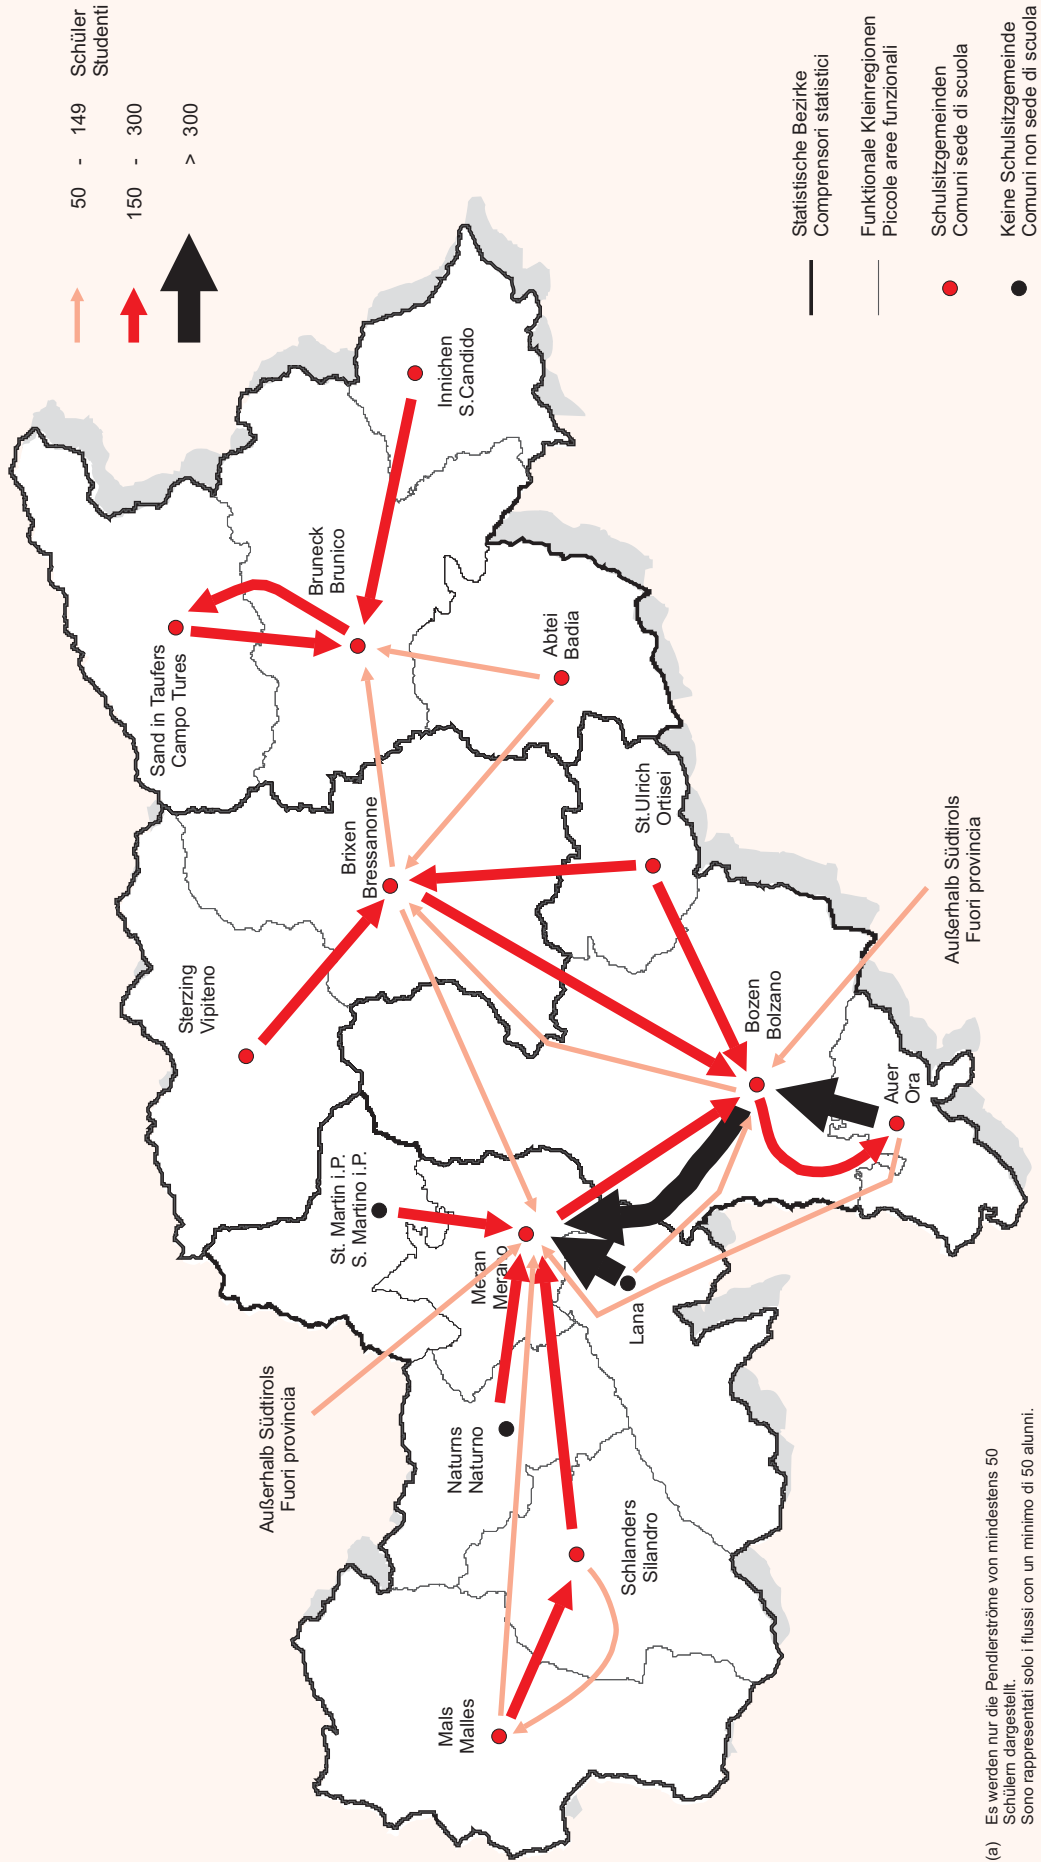 50 - 149 Schüler
Studenti
150 - 300
> 300
Sand in Taufers
Campo Tures
Bruneck
Brunico
Innichen
S.Candido
Sterzing
Vipiteno
Brixen
Bressanone
Abtei
Badia
St.Ulrich
Ortisei
St. Martin i.P.
S. Martino i.P.
Meran
Merano
Außerhalb Südtirols
Fuori provincia
Naturns
Naturno
Lana
Mals
Malles
Schlanders
Silandro
Bozen
Bolzano
Auer
Ora
Außerhalb Südtirols
Fuori provincia
Statistische Bezirke
Comprensori statistici
Funktionale Kleinregionen
Piccole aree funzionali
Schulsitzgemeinden
Comuni sede di scuola
Keine Schulsitzgemeinde
Comuni non sede di scuola
(a) Es werden nur die Pendlerströme von mindestens 50
Schülern dargestellt.
Sono rappresentati solo i flussi con un minimo di 50 alunni.